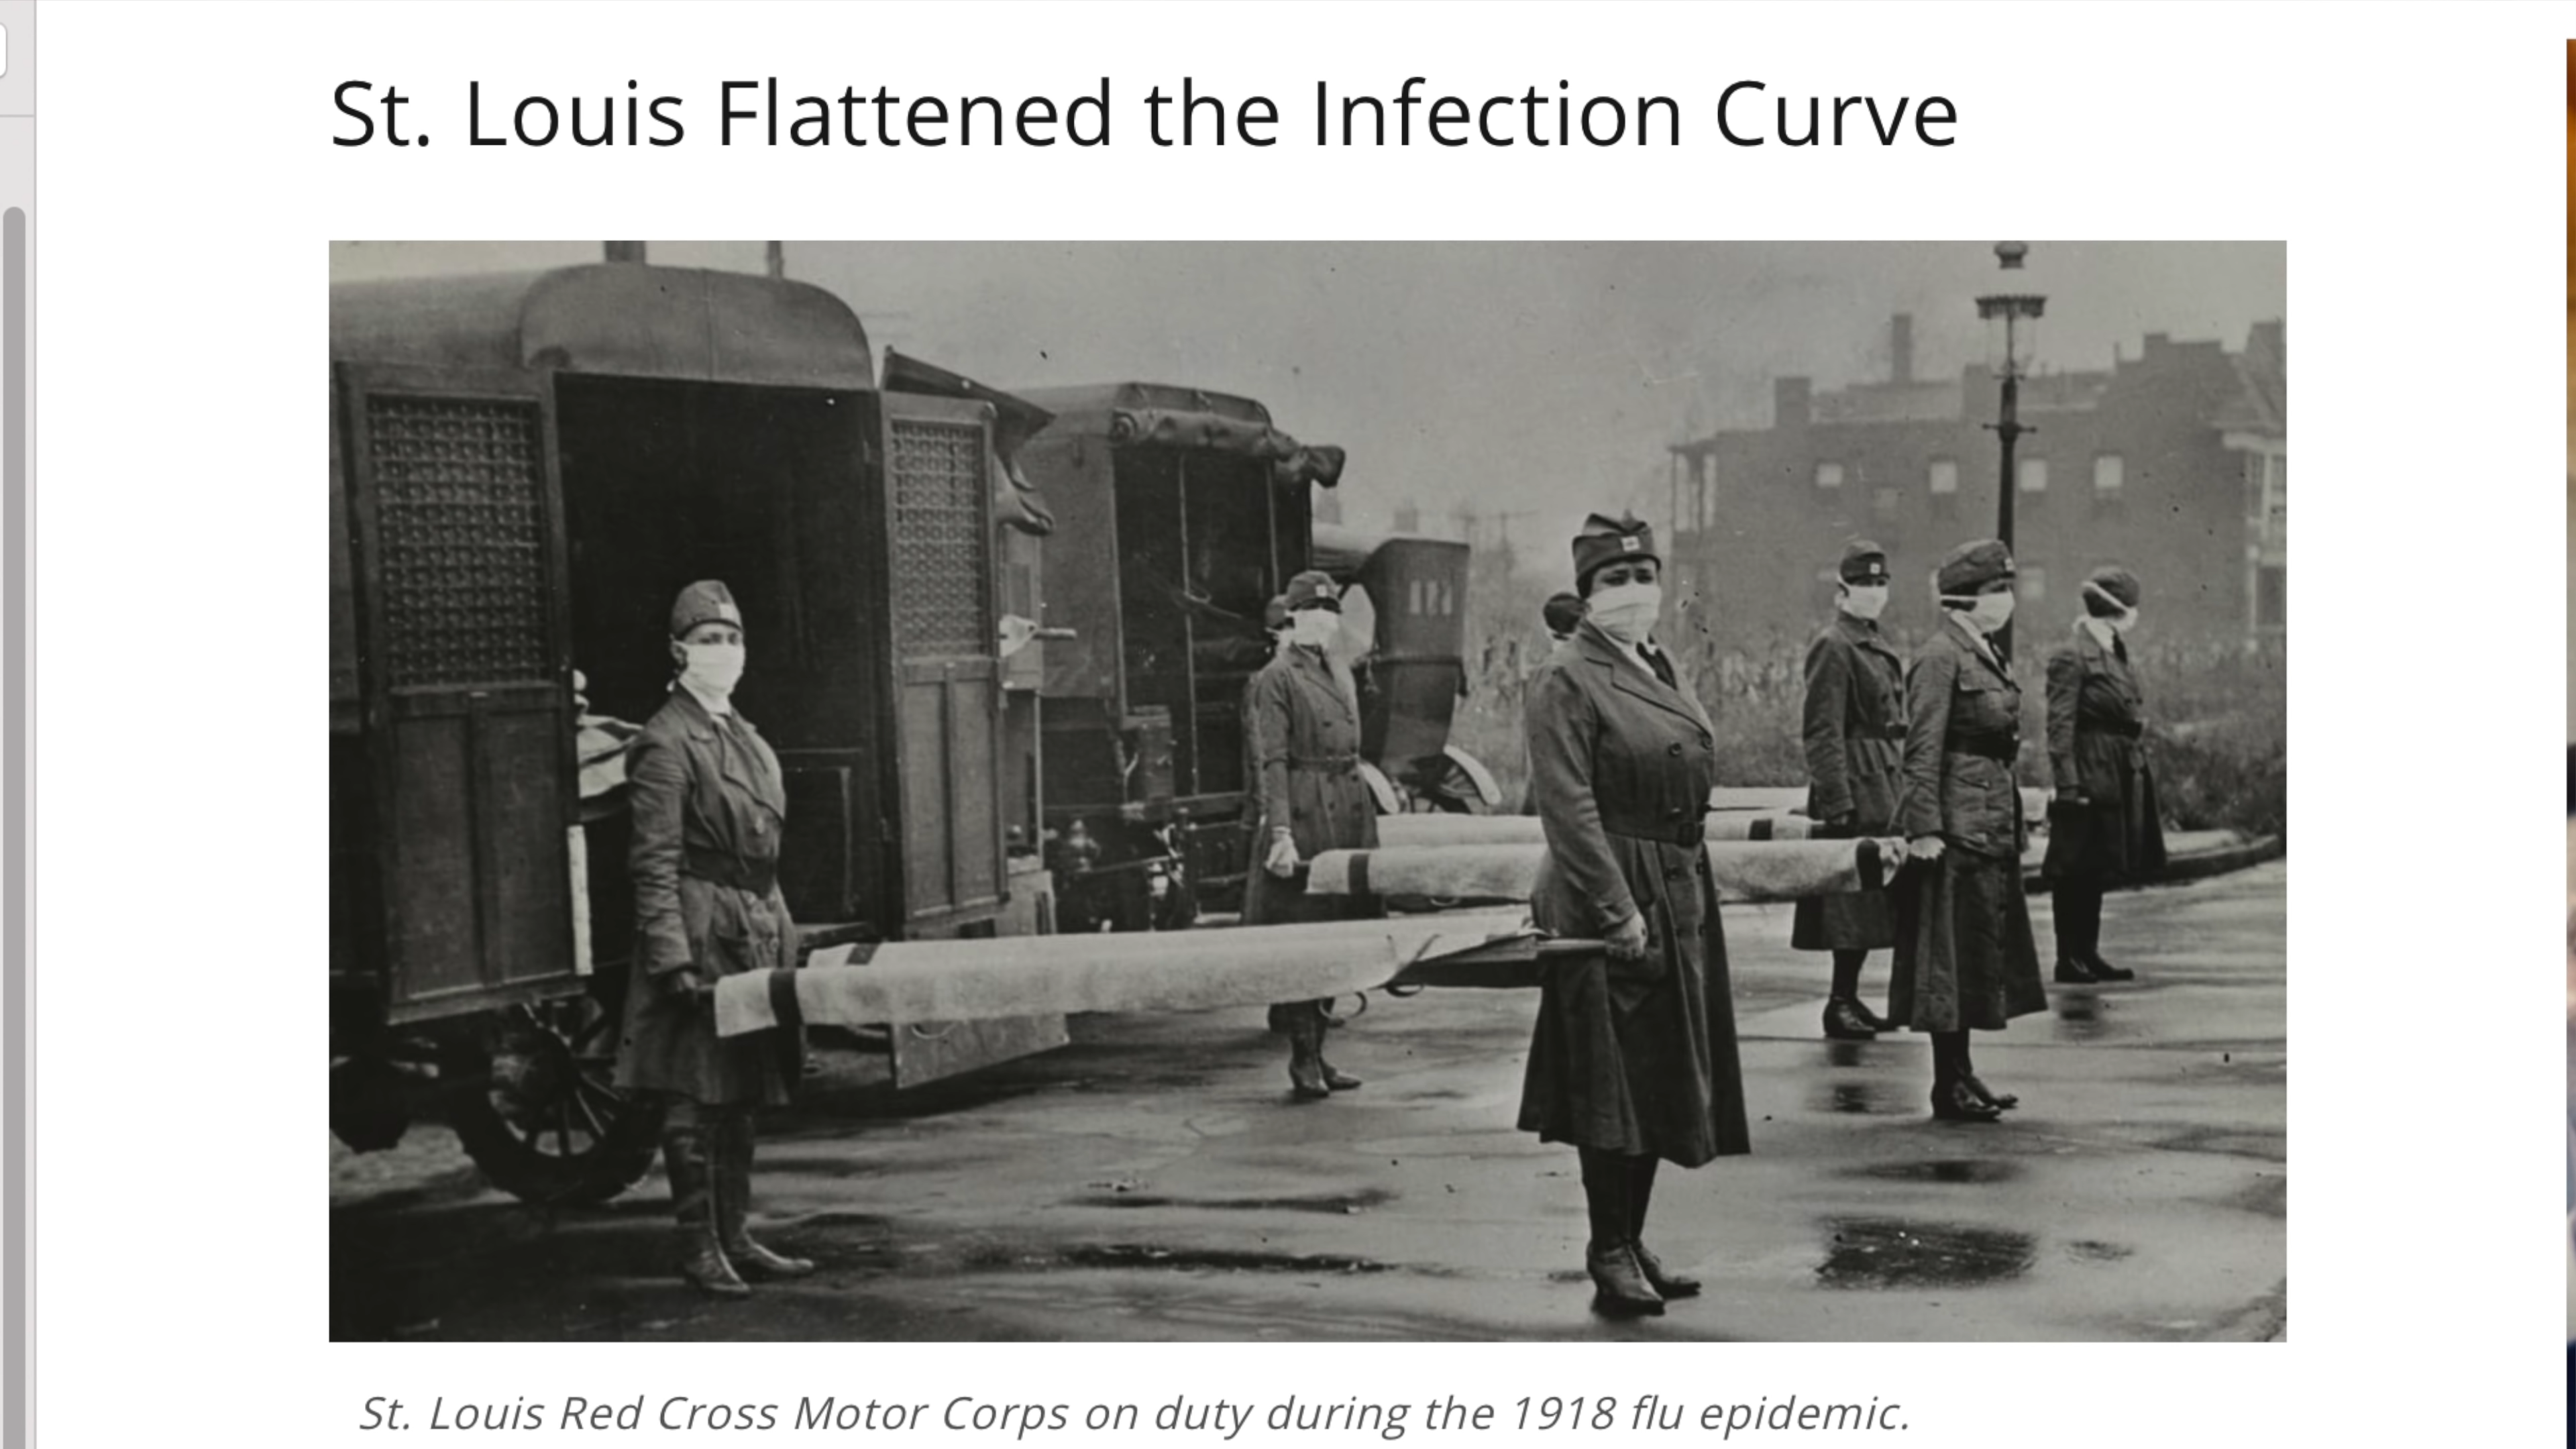 St. Louis Flattened the Infection Curve
St. Louis Red Cross Motor Corps on duty during the 1918 flu epidemic.